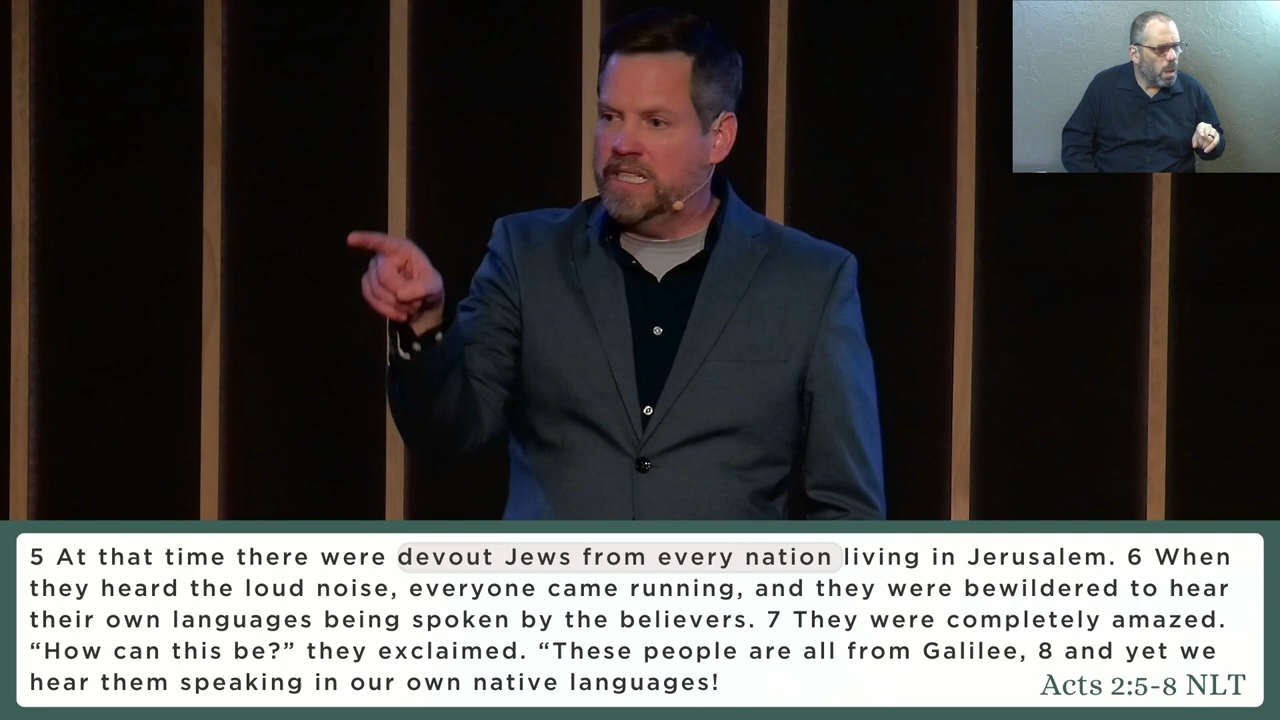 5 At that time there were devout Jews from every nation living in Jerusalem. 6 When
they heard the loud noise, everyone came running, and they were bewildered to hear
their own languages being spoken by the believers. 7 They were completely amazed.
“How can this be?” they exclaimed. “These people are all from Galilee, 8 and yet we
hear them speaking in our own native languages!
Acts 2:5-8 NLT